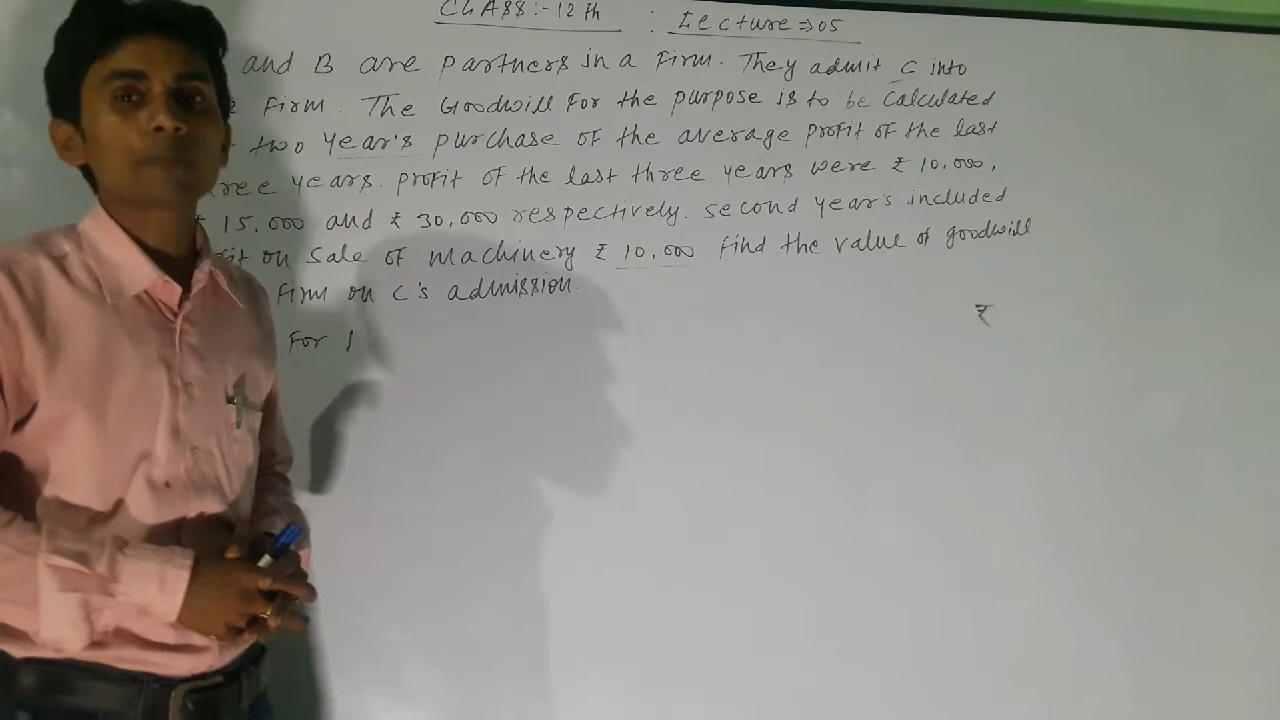 CLASS:-12th : Lecture⇒05
and B are partners in a Firm. They admit C into
Firm. The Goodwill For the purpose is to be calculated
two year's purchase of the average profit of the last
ree years. profit of the last three years were ₹ 10,000,
₹ 15,000 and ₹ 30,000 respectively. second year's included
it on sale of machinery ₹ 10,000. find the value of goodwill
Firm on C's admission.
₹
For